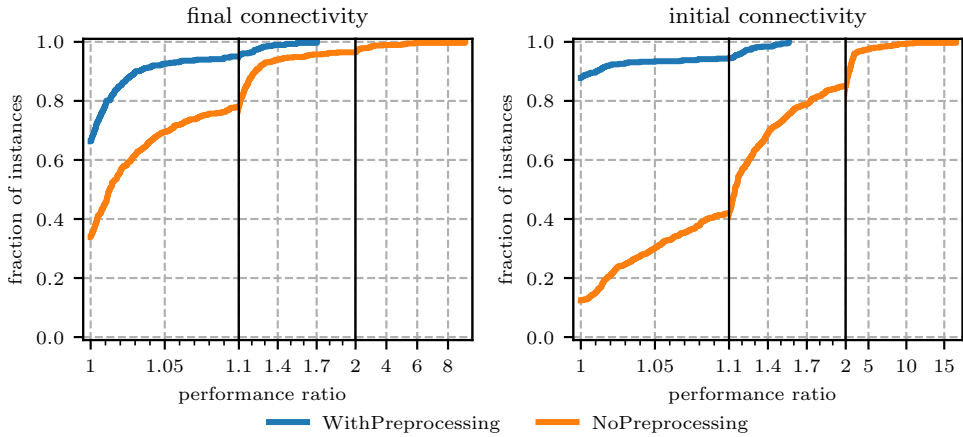 final connectivity
fraction of instances
1.0
0.8
0.6
0.4
0.2
0.0
1 1.05 1.1 1.4 1.7 2 4 6 8
performance ratio
initial connectivity
fraction of instances
1.0
0.8
0.6
0.4
0.2
0.0
1 1.05 1.1 1.4 1.7 2 5 10 15
performance ratio
WithPreprocessing NoPreprocessing